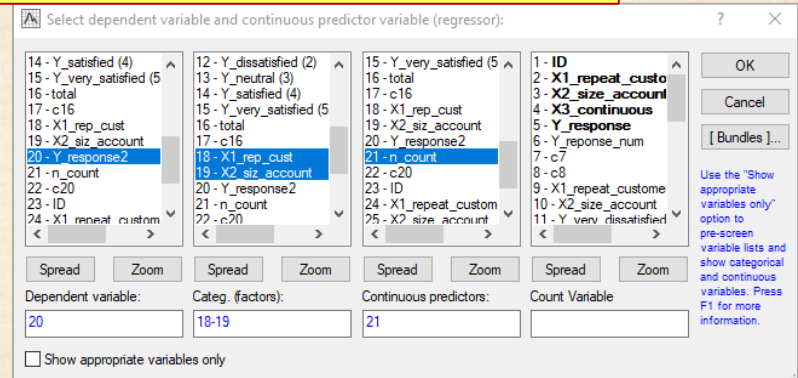 Select dependent variable and continuous predictor variable (regressor):
?
14 - Y_satisfied (4)
15 - Y_very_satisfied (5
16 - total
17 - c16
18 - X1_rep_cust
19 - X2_siz_account
20 - Y_response2
21 - n_count
22 - c20
23 - ID
24 - X1_repeat_custom
12 - Y_dissatisfied (2)
13 - Y_neutral (3)
14 - Y_satisfied (4)
15 - Y_very_satisfied (5
16 - total
17 - c16
18 - X1_rep_cust
19 - X2_siz_account
20 - Y_response2
21 - n_count
22 - c20
15 - Y_very_satisfied (5
16 - total
17 - c16
18 - X1_rep_cust
19 - X2_siz_account
20 - Y_response2
21 - n_count
22 - c20
23 - ID
24 - X1_repeat_custom
25 - X2_size_account
1 - ID
2 - X1_repeat_custo
3 - X2_size_account
4 - X3_continuous
5 - Y_response
6 - Y_reponse_num
7 - c7
8 - c8
9 - X1_repeat_custome
10 - X2_size_account
11 - Y_very_dissatisfied
OK
Cancel
[ Bundles ]...
Use the "Show
appropriate
variables only"
option to
pre-screen
variable lists and
show categorical
and continuous
variables. Press
F1 for more
information.
Spread Zoom Spread Zoom Spread Zoom Spread Zoom
Dependent variable: Categ. (factors): Continuous predictors: Count Variable
20 18-19 21
Show appropriate variables only